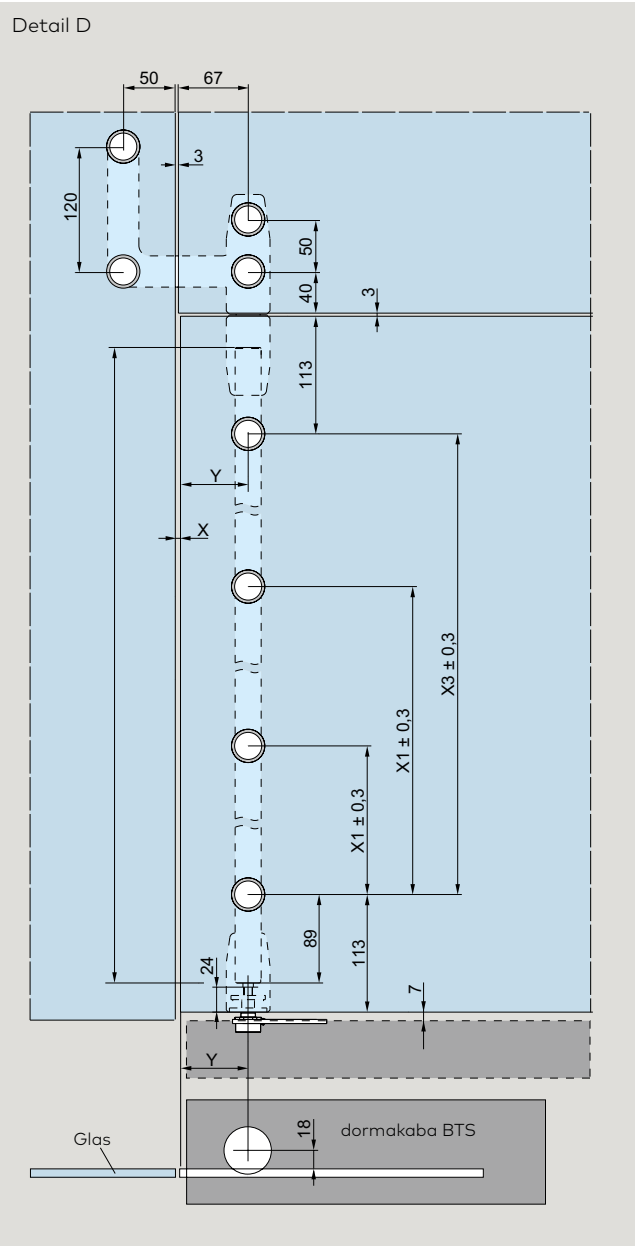 Detail D
50
67
3
120
50
40
3
113
Y
X
X3 ± 0,3
X1 ± 0,3
X1 ± 0,3
89
113
24
7
Y
18
dormakaba BTS
Glas